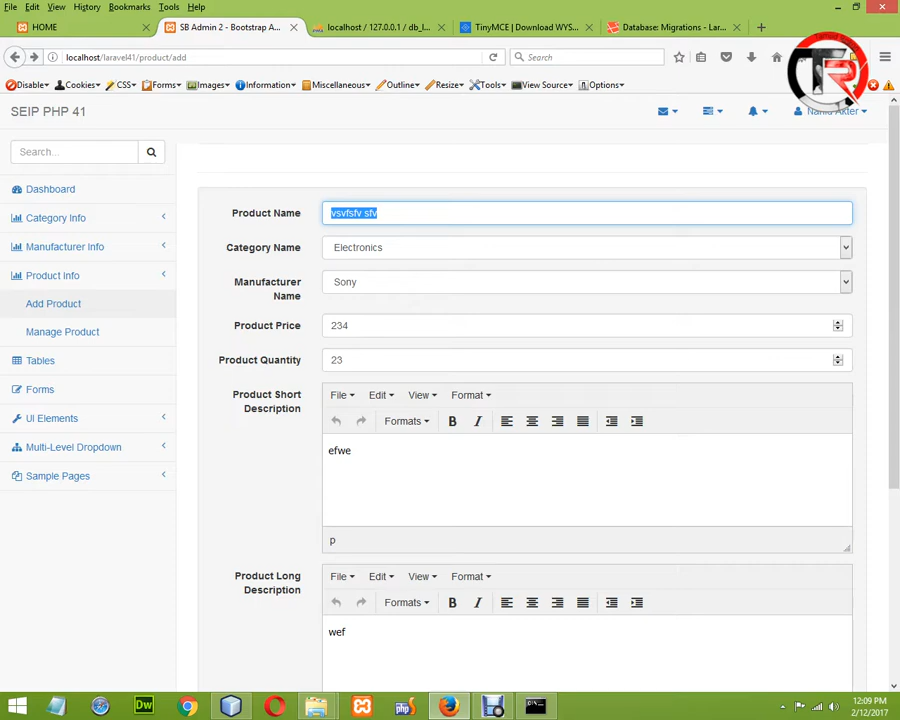 File Edit View History Bookmarks Tools Help
HOME
SB Admin 2 - Bootstrap A...
localhost / 127.0.0.1 / db_l...
TinyMCE | Download WYS...
Database: Migrations - Lar...
localhost/laravel41/product/add
Search
Disable Cookies CSS Forms Images Information Miscellaneous Outline Resize Tools View Source Options
SEIP PHP 41
Akter
Search...
Dashboard
Category Info
Manufacturer Info
Product Info
Add Product
Manage Product
Tables
Forms
UI Elements
Multi-Level Dropdown
Sample Pages
Product Name
vsvfsfv sfv
Category Name
Electronics
Manufacturer
Name
Sony
Product Price
234
Product Quantity
23
Product Short
Description
File Edit View Format
Formats B I
efwe
p
Product Long
Description
File Edit View Format
Formats B I
wef
Dw
php
C:\.
12:09 PM
2/12/2017